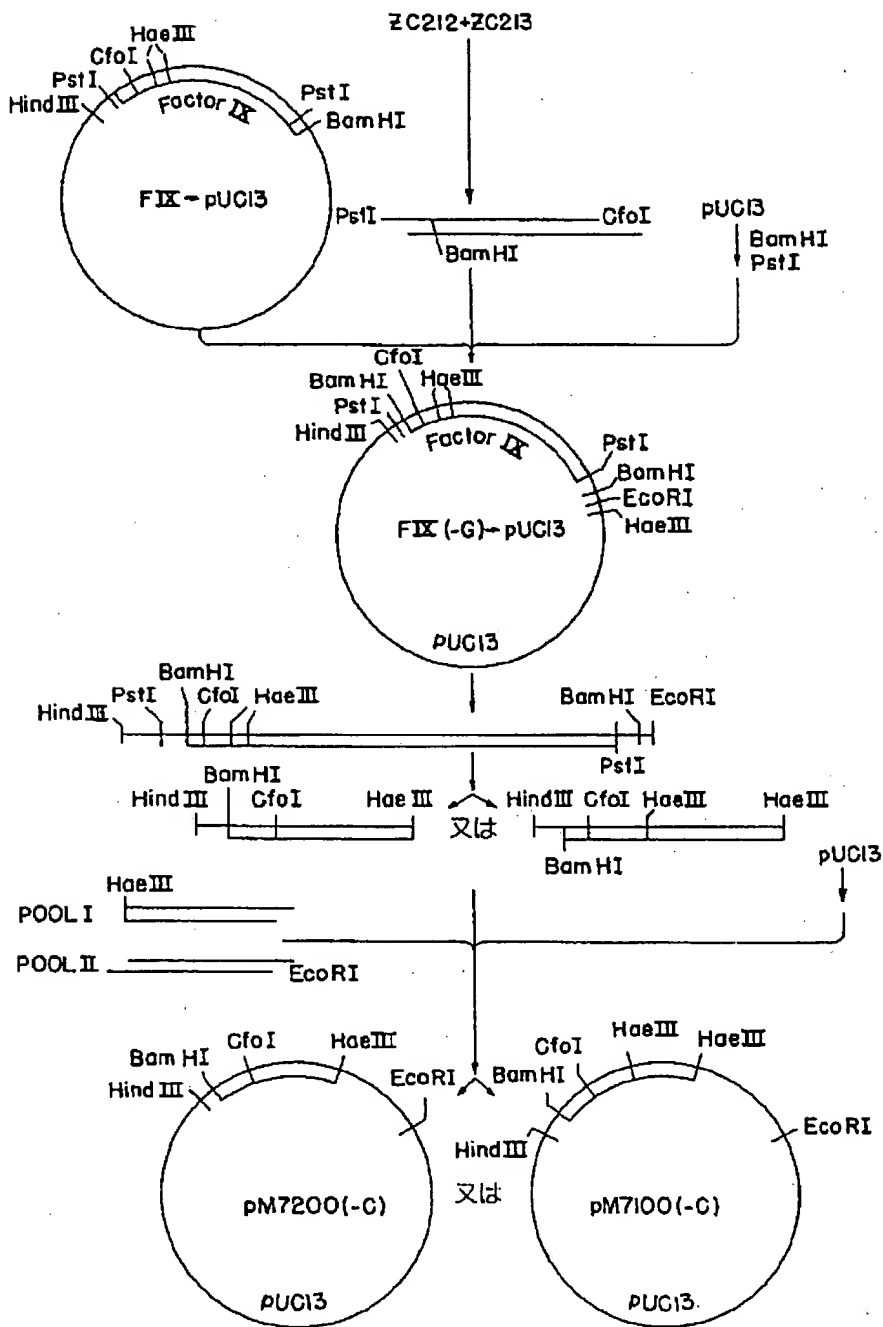 ZC212+ZC213
HaeIII
CfoI
PstI
HindIII
Factor IX
PstI
BamHI
FIX-pUC13
PstI
CfoI
BamHI
pUC13
BamHI
PstI
CfoI
BamHI
HaeIII
PstI
HindIII
Factor IX
PstI
BamHI
EcoRI
HaeIII
FIX(-G)-pUC13
pUC13
BamHI
PstI
CfoI
HaeIII
HindIII
BamHI
EcoRI
PstI
BamHI
HindIII
CfoI
HaeIII
又は
HindIII
CfoI
HaeIII
HaeIII
BamHI
pUC13
HaeIII
POOL I
POOL II
EcoRI
CfoI
BamHI
HaeIII
HindIII
EcoRI
HaeIII
HaeIII
CfoI
BamHI
HindIII
EcoRI
pM7200(-C)
又は
pM7100(-C)
pUC13
pUC13